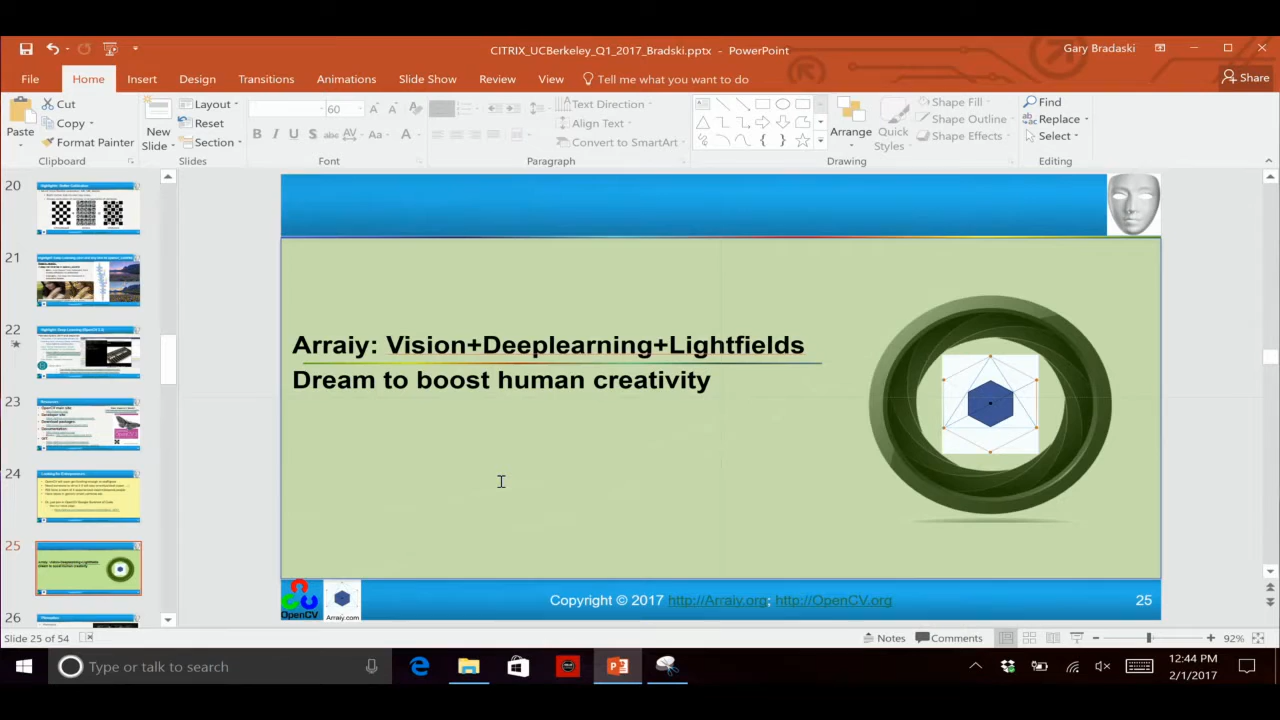 CITRIX_UCBerkeley_Q1_2017_Bradski.pptx - PowerPoint
Gary Bradaski
File Home Insert Design Transitions Animations Slide Show Review View Tell me what you want to do
Share
Paste
Cut
Copy
Format Painter
Clipboard
New Slide
Layout
Reset
Section
Slides
60
Font
Text Direction
Align Text
Convert to SmartArt
Paragraph
Arrange
Quick Styles
Shape Fill
Shape Outline
Shape Effects
Drawing
Find
Replace
Select
Editing
20
21
22
23
24
25
26
Arraiy: Vision+Deeplearning+Lightfields
Dream to boost human creativity
OpenCV
Arraiy.com
Copyright © 2017 http://Arraiy.org; http://OpenCV.org
25
Slide 25 of 54
Notes
Comments
92%
Type or talk to search
12:44 PM
2/1/2017